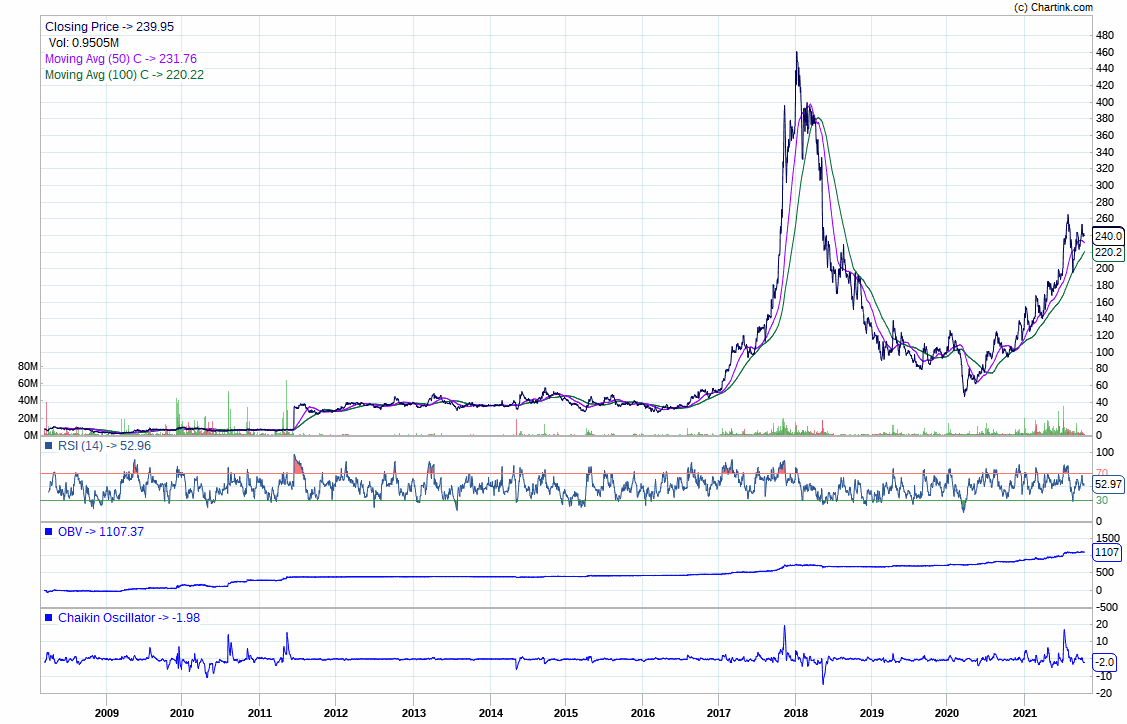 (c) Chartink.com
Closing Price -> 239.95
Vol: 0.9505M
Moving Avg (50) C -> 231.76
Moving Avg (100) C -> 220.22
480
460
440
420
400
380
360
340
320
300
280
260
240.0
220.2
200
180
160
140
120
100
80
60
40
20
0
80M
60M
40M
20M
0M
RSI (14) -> 52.96
100
70
52.97
30
0
OBV -> 1107.37
1500
1107
500
0
-500
Chaikin Oscillator -> -1.98
20
10
-2.0
-10
-20
2009 2010 2011 2012 2013 2014 2015 2016 2017 2018 2019 2020 2021